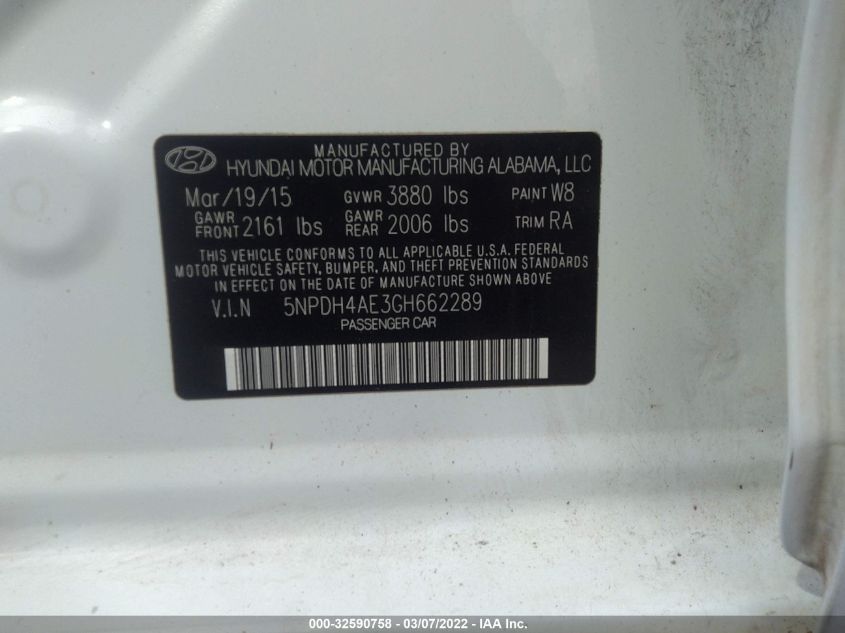 MANUFACTURED BY
HYUNDAI MOTOR MANUFACTURING ALABAMA, LLC
Mar/19/15 GVWR 3880 lbs PAINT W8
GAWR FRONT 2161 lbs GAWR REAR 2006 lbs TRIM RA
THIS VEHICLE CONFORMS TO ALL APPLICABLE U.S.A. FEDERAL
MOTOR VEHICLE SAFETY, BUMPER, AND THEFT PREVENTION STANDARDS
IN EFFECT ON THE DATE OF MANUFACTURE SHOWN ABOVE.
V.I.N 5NPDH4AE3GH662289
PASSENGER CAR
000-32590758 - 03/07/2022 - IAA Inc.